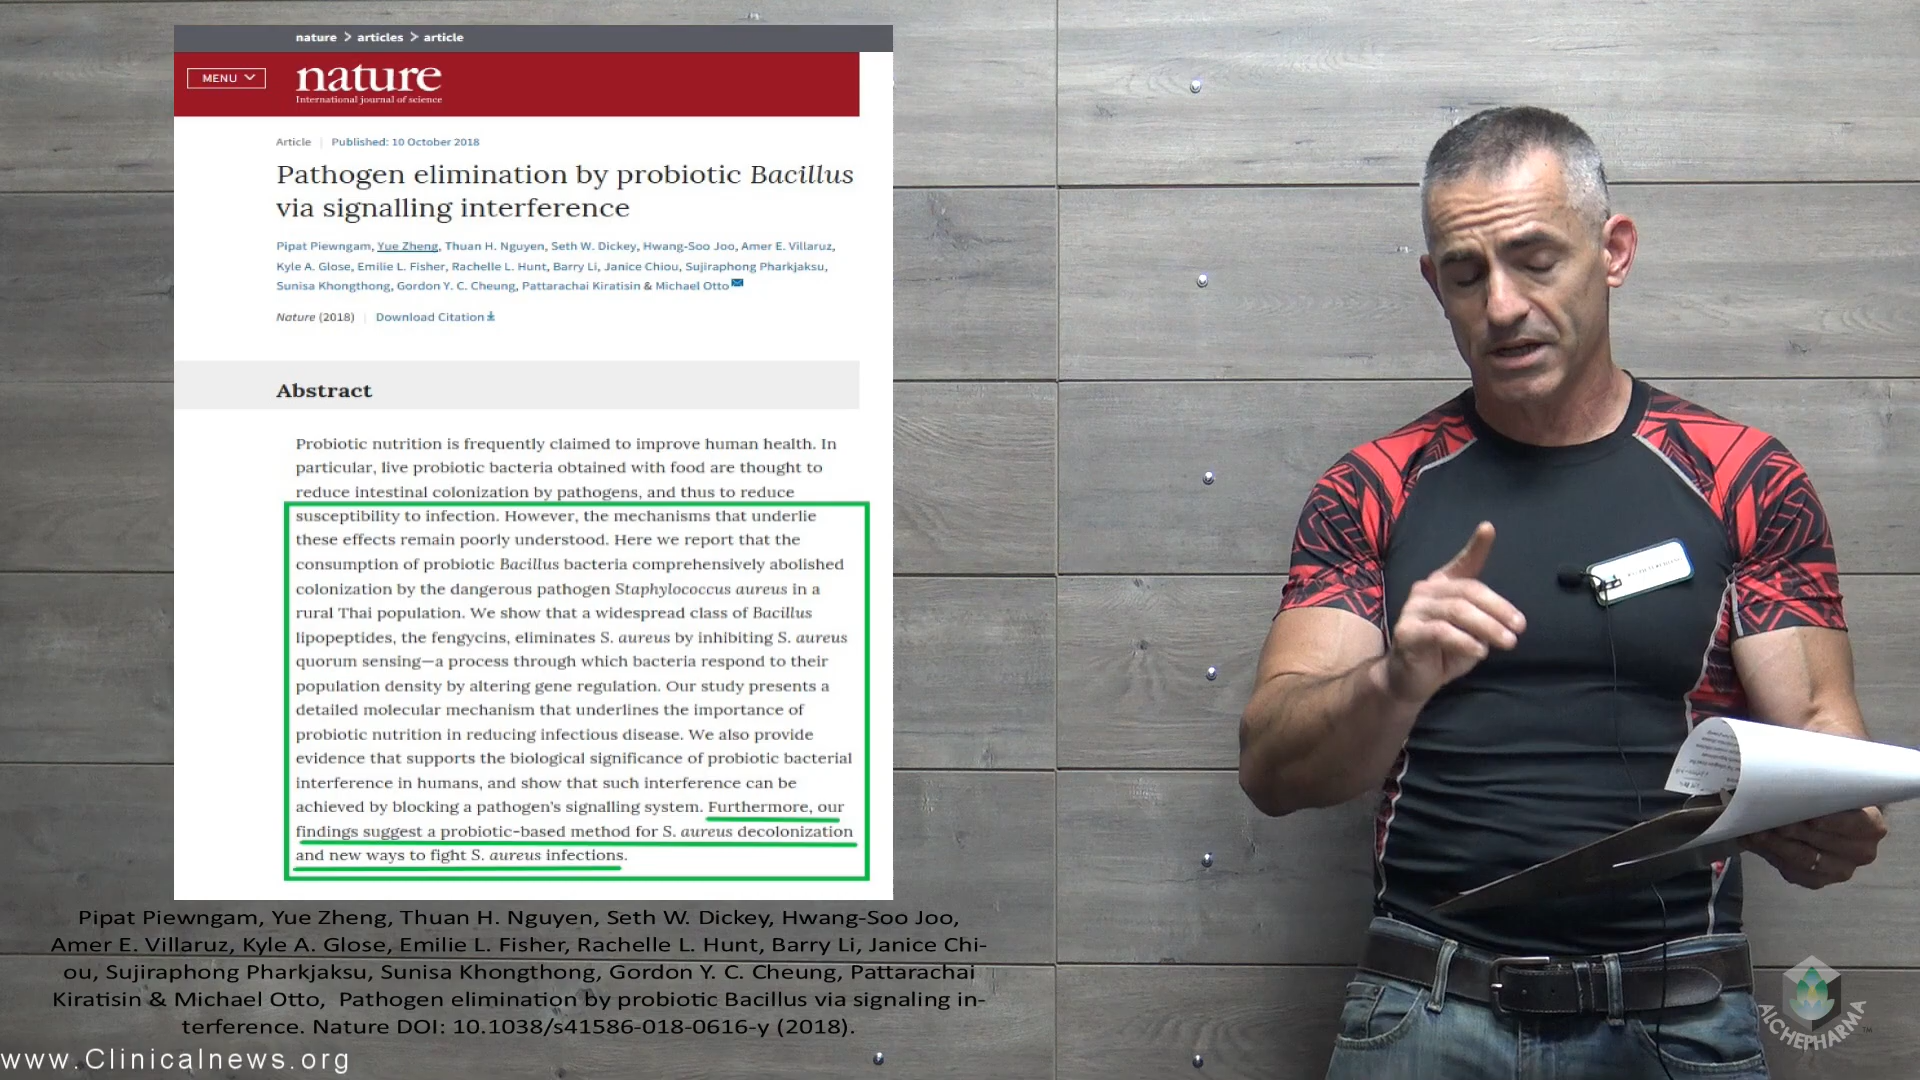 nature > articles > article
MENU
nature
International journal of science
Article | Published: 10 October 2018
Pathogen elimination by probiotic Bacillus
via signalling interference
Pipat Piewngam, Yue Zheng, Thuan H. Nguyen, Seth W. Dickey, Hwang-Soo Joo, Amer E. Villaruz,
Kyle A. Glose, Emilie L. Fisher, Rachelle L. Hunt, Barry Li, Janice Chiou, Sujiraphong Pharkjaksu,
Sunisa Khongthong, Gordon Y. C. Cheung, Pattarachai Kiratisin & Michael Otto
Nature (2018) | Download Citation
Abstract
Probiotic nutrition is frequently claimed to improve human health. In
particular, live probiotic bacteria obtained with food are thought to
reduce intestinal colonization by pathogens, and thus to reduce
susceptibility to infection. However, the mechanisms that underlie
these effects remain poorly understood. Here we report that the
consumption of probiotic Bacillus bacteria comprehensively abolished
colonization by the dangerous pathogen Staphylococcus aureus in a
rural Thai population. We show that a widespread class of Bacillus
lipopeptides, the fengycins, eliminates S. aureus by inhibiting S. aureus
quorum sensing—a process through which bacteria respond to their
population density by altering gene regulation. Our study presents a
detailed molecular mechanism that underlines the importance of
probiotic nutrition in reducing infectious disease. We also provide
evidence that supports the biological significance of probiotic bacterial
interference in humans, and show that such interference can be
achieved by blocking a pathogen's signalling system. Furthermore, our
findings suggest a probiotic-based method for S. aureus decolonization
and new ways to fight S. aureus infections.
Pipat Piewngam, Yue Zheng, Thuan H. Nguyen, Seth W. Dickey, Hwang-Soo Joo,
Amer E. Villaruz, Kyle A. Glose, Emilie L. Fisher, Rachelle L. Hunt, Barry Li, Janice Chi-
ou, Sujiraphong Pharkjaksu, Sunisa Khongthong, Gordon Y. C. Cheung, Pattarachai
Kiratisin & Michael Otto, Pathogen elimination by probiotic Bacillus via signaling in-
terference. Nature DOI: 10.1038/s41586-018-0616-y (2018).
www.Clinicalnews.org
ALCHEPHARMA™